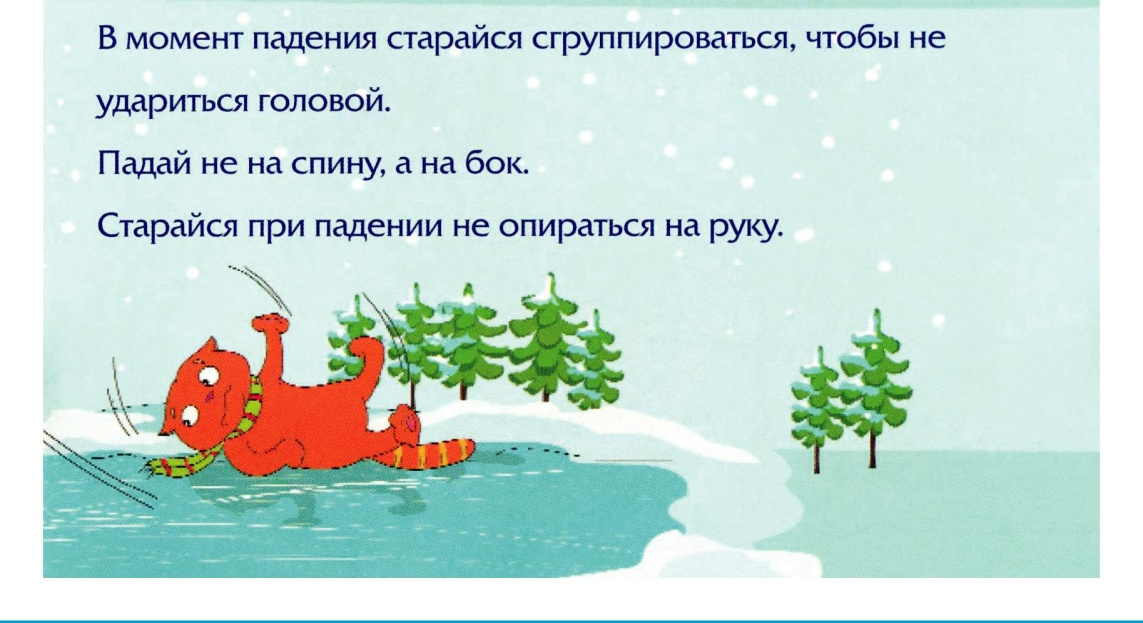 В момент падения старайся сгруппироваться, чтобы не
удариться головой.
Падай не на спину, а на бок.
Старайся при падении не опираться на руку.